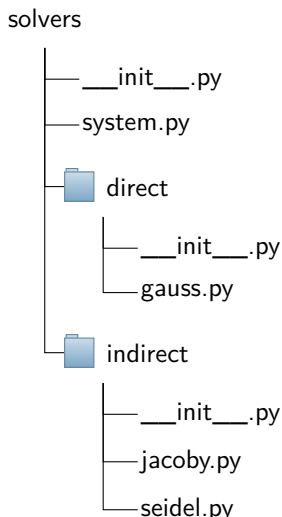 solvers
__init__.py
system.py
direct
__init__.py
gauss.py
indirect
__init__.py
jacoby.py
seidel.py